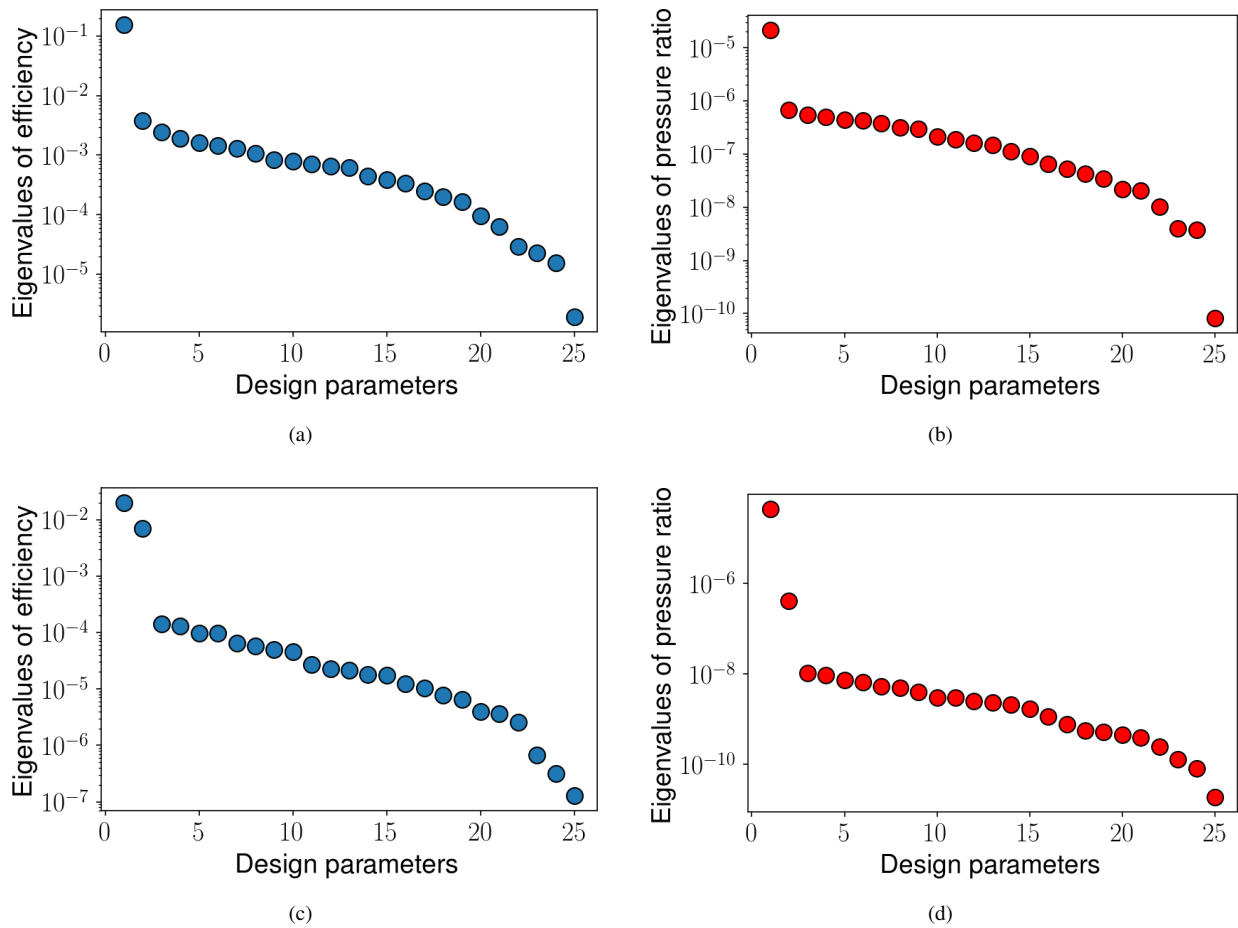 Eigenvalues of efficiency
10⁻¹
10⁻²
10⁻³
10⁻⁴
10⁻⁵
0 5 10 15 20 25
Design parameters
(a)
Eigenvalues of pressure ratio
10⁻⁵
10⁻⁶
10⁻⁷
10⁻⁸
10⁻⁹
10⁻¹⁰
0 5 10 15 20 25
Design parameters
(b)
Eigenvalues of efficiency
10⁻²
10⁻³
10⁻⁴
10⁻⁵
10⁻⁶
10⁻⁷
0 5 10 15 20 25
Design parameters
(c)
Eigenvalues of pressure ratio
10⁻⁶
10⁻⁸
10⁻¹⁰
0 5 10 15 20 25
Design parameters
(d)